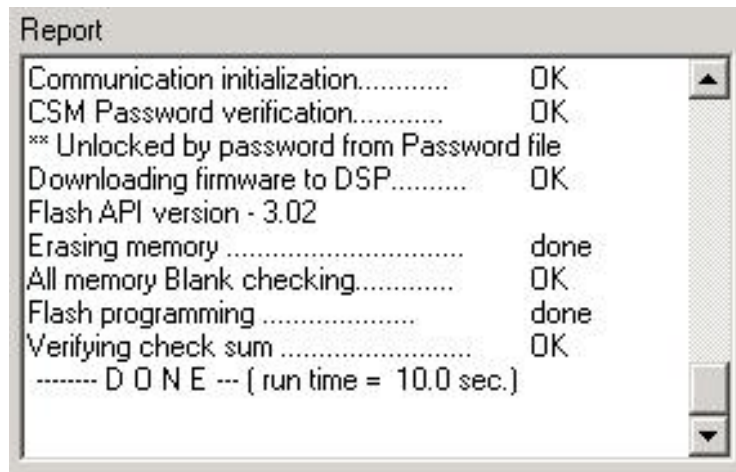 Report
Communication initialization............ OK
CSM Password verification............ OK
** Unlocked by password from Password file
Downloading firmware to DSP.......... OK
Flash API version - 3.02
Erasing memory ............................... done
All memory Blank checking............. OK
Flash programming .................... done
Verifying check sum ......................... OK
-------- D O N E --- ( run time =  10.0 sec.)